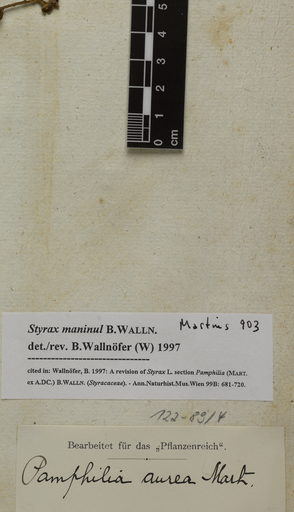 5
4
3
2
1
0
cm
Styrax maninul B.WALLN. Martius 903
det./rev. B.Wallnöfer (W) 1997
cited in: Wallnöfer, B. 1997: A revision of Styrax L. section Pamphilia (MART.
ex A.DC.) B.WALLN. (Styracaceae). - Ann.Naturhist.Mus.Wien 99B: 681-720.
122-89/4
Bearbeitet für das „Pflanzenreich“.
Pamphilia aurea Mart.